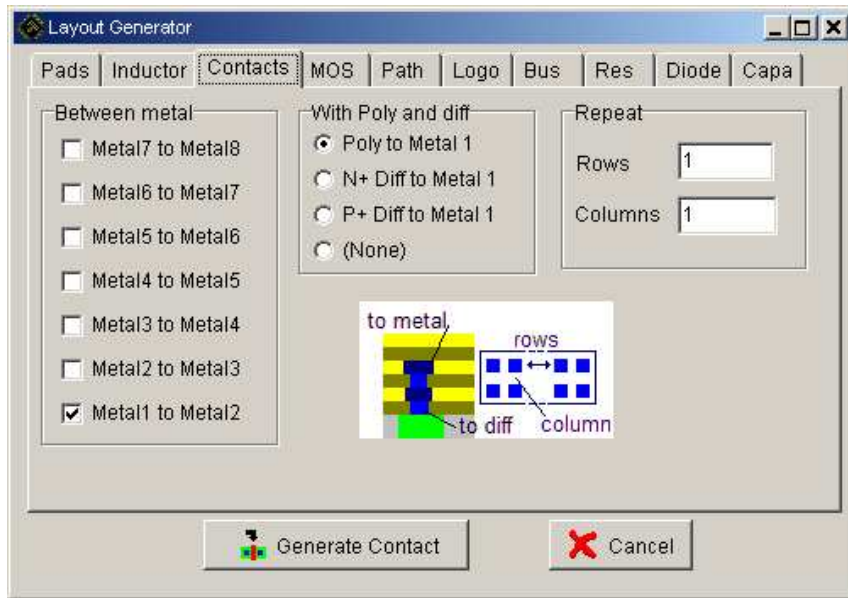 Layout Generator
Pads Inductor Contacts MOS Path Logo Bus Res Diode Capa
Between metal
Metal7 to Metal8
Metal6 to Metal7
Metal5 to Metal6
Metal4 to Metal5
Metal3 to Metal4
Metal2 to Metal3
Metal1 to Metal2
With Poly and diff
Poly to Metal 1
N+ Diff to Metal 1
P+ Diff to Metal 1
(None)
Repeat
Rows 1
Columns 1
to metal
rows
to diff
column
Generate Contact
Cancel